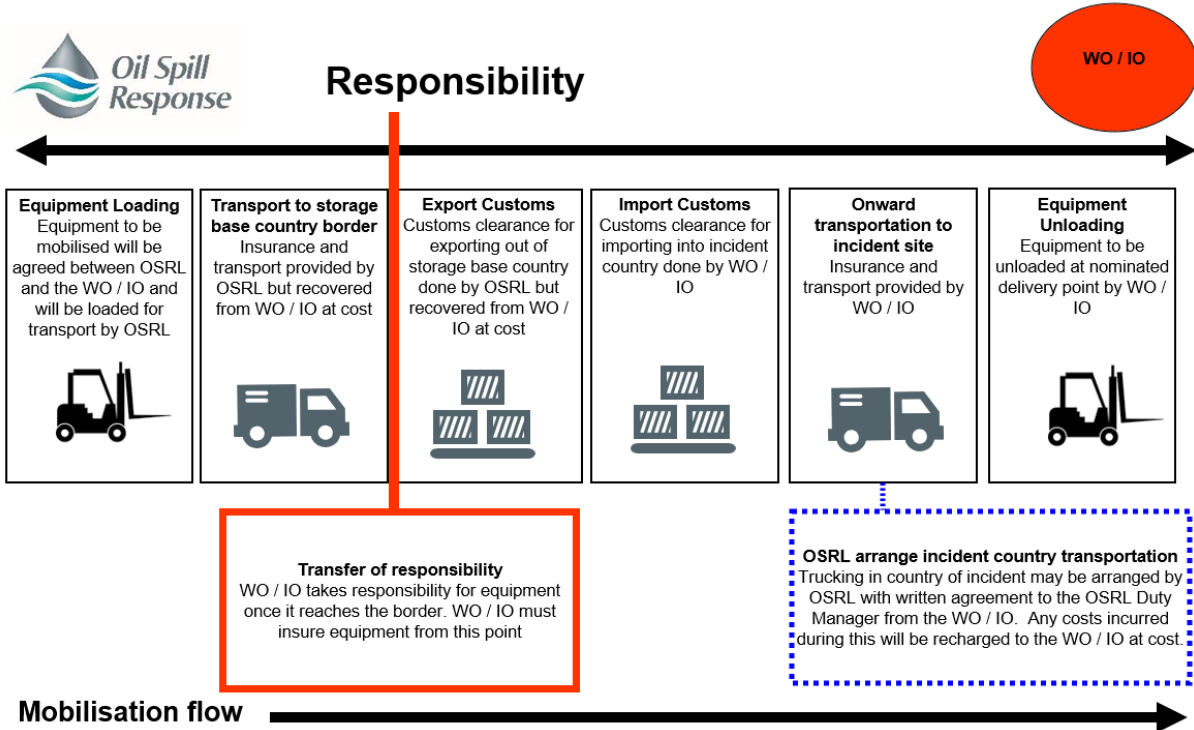 Oil Spill
Response
Responsibility
WO / IO
Equipment Loading
Equipment to be
mobilised will be
agreed between OSRL
and the WO / IO and
will be loaded for
transport by OSRL
Transport to storage
base country border
Insurance and
transport provided by
OSRL but recovered
from WO / IO at cost
Export Customs
Customs clearance for
exporting out of
storage base country
done by OSRL but
recovered from WO /
IO at cost
Import Customs
Customs clearance for
importing into incident
country done by WO /
IO
Onward
transportation to
incident site
Insurance and
transport provided by
WO / IO
Equipment
Unloading
Equipment to be
unloaded at nominated
delivery point by WO /
IO
Transfer of responsibility
WO / IO takes responsibility for equipment
once it reaches the border. WO / IO must
insure equipment from this point
OSRL arrange incident country transportation
Trucking in country of incident may be arranged by
OSRL with written agreement to the OSRL Duty
Manager from the WO / IO.  Any costs incurred
during this will be recharged to the WO / IO at cost.
Mobilisation flow